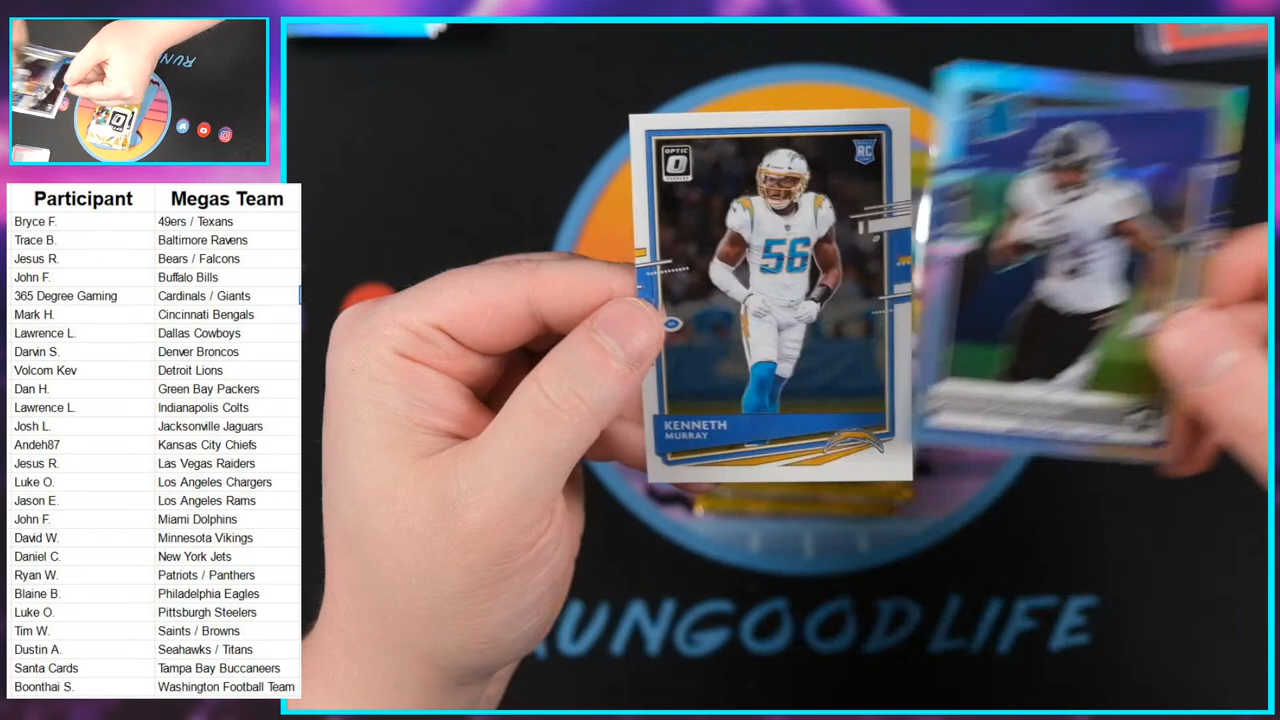 RUN
Participant Megas Team
Bryce F. 49ers / Texans
Trace B. Baltimore Ravens
Jesus R. Bears / Falcons
John F. Buffalo Bills
365 Degree Gaming Cardinals / Giants
Mark H. Cincinnati Bengals
Lawrence L. Dallas Cowboys
Darvin S. Denver Broncos
Volcom Kev Detroit Lions
Dan H. Green Bay Packers
Lawrence L. Indianapolis Colts
Josh L. Jacksonville Jaguars
Andeh87 Kansas City Chiefs
Jesus R. Las Vegas Raiders
Luke O. Los Angeles Chargers
Jason E. Los Angeles Rams
John F. Miami Dolphins
David W. Minnesota Vikings
Daniel C. New York Jets
Ryan W. Patriots / Panthers
Blaine B. Philadelphia Eagles
Luke O. Pittsburgh Steelers
Tim W. Saints / Browns
Dustin A. Seahawks / Titans
Santa Cards Tampa Bay Buccaneers
Boonthai S. Washington Football Team
OPTIC
RC
56
KENNETH
MURRAY
RUNGOODLIFE